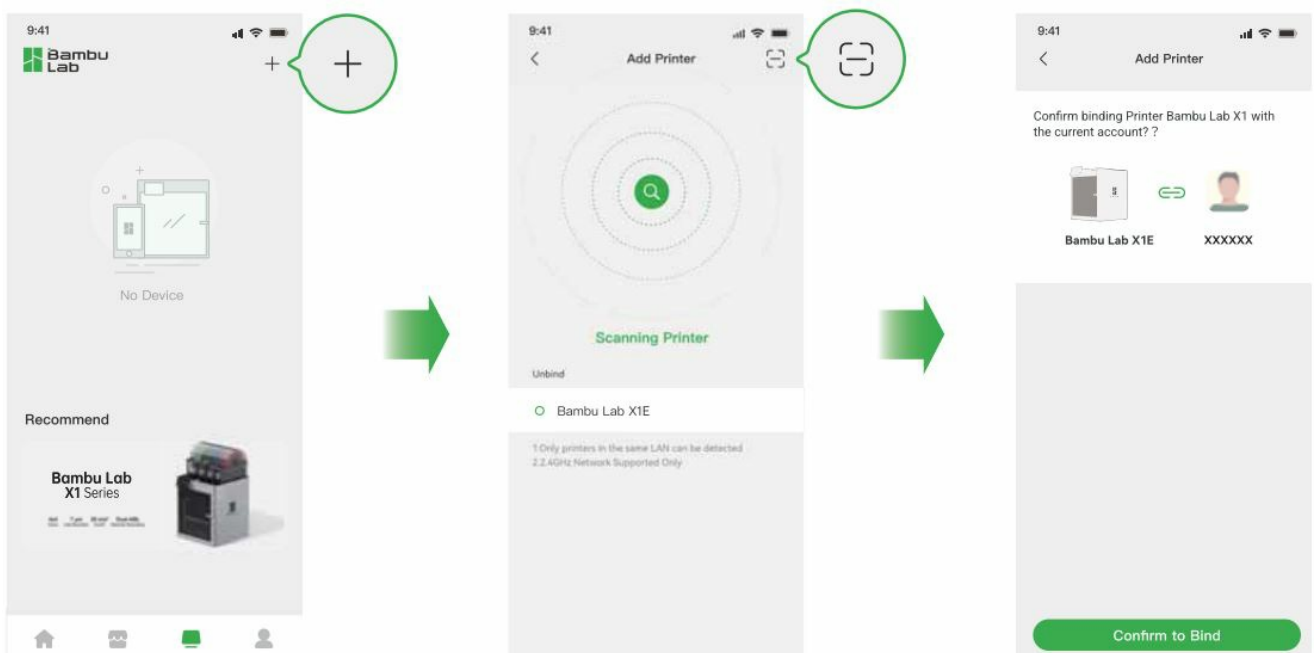 9:41
Bambu
Lab
No Device
Recommend
Bambu Lab
X1 Series
9:41
Add Printer
Scanning Printer
Unbind
Bambu Lab X1E
1.Only printers in the same LAN can be detected
2.2.4GHz Network Supported Only
9:41
Add Printer
Confirm binding Printer Bambu Lab X1 with
the current account? ?
Bambu Lab X1E
XXXXXX
Confirm to Bind